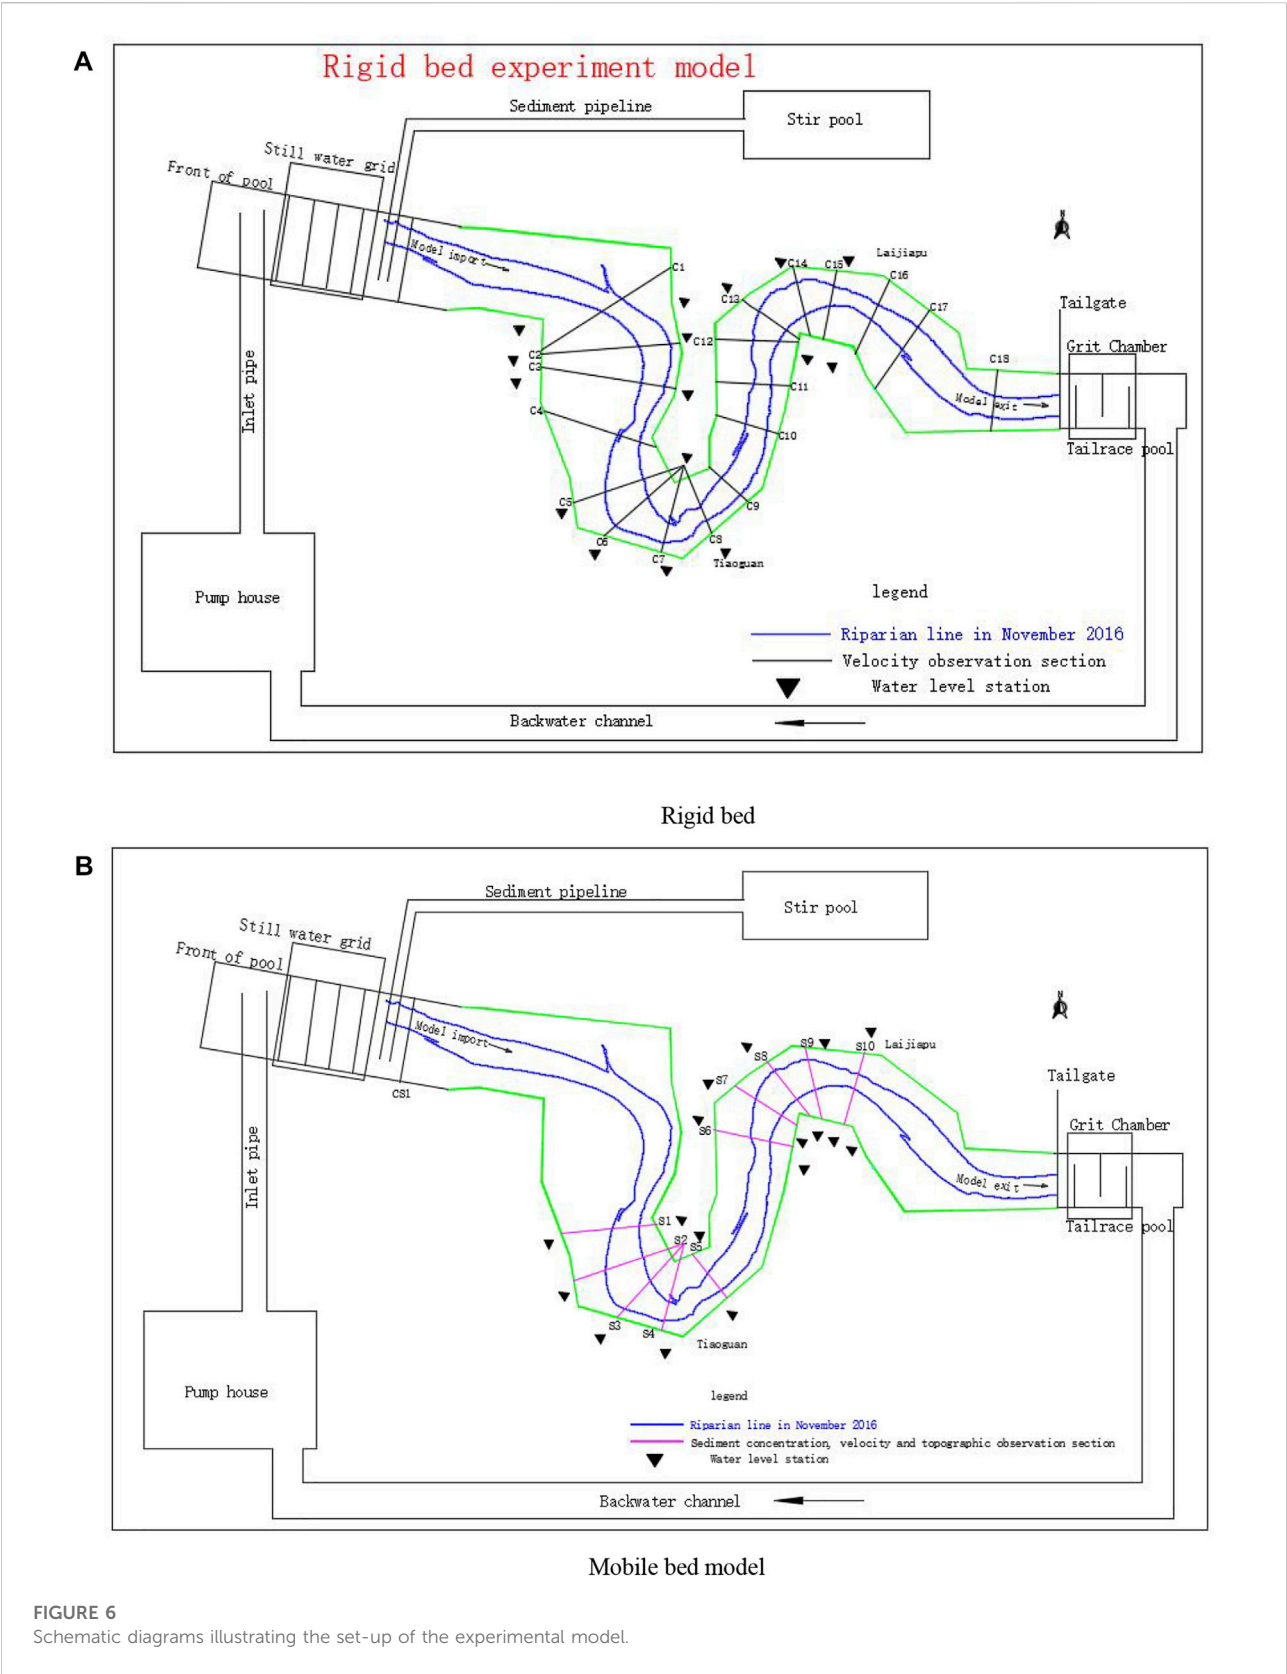 A
Rigid bed experiment model
Sediment pipeline
Stir pool
Still water grid
Front of pool
Model import
N
C1
C2
C3
C4
C5
C6
C7
C8
C9
C10
C11
C12
C13
C14
C15
C16
C17
C18
Laijiapu
Tiaoguan
Tailgate
Grit Chamber
Model exit
Tailrace pool
Inlet pipe
Pump house
legend
Riparian line in November 2016
Velocity observation section
Water level station
Backwater channel
Rigid bed
B
Sediment pipeline
Stir pool
Still water grid
Front of pool
Model import
CS1
N
S1
S2
S3
S4
S5
S6
S7
S8
S9
S10
Laijiapu
Tiaoguan
Tailgate
Grit Chamber
Model exit
Tailrace pool
Inlet pipe
Pump house
legend
Riparian line in November 2016
Sediment concentration, velocity and topographic observation section
Water level station
Backwater channel
Mobile bed model
FIGURE 6
Schematic diagrams illustrating the set-up of the experimental model.